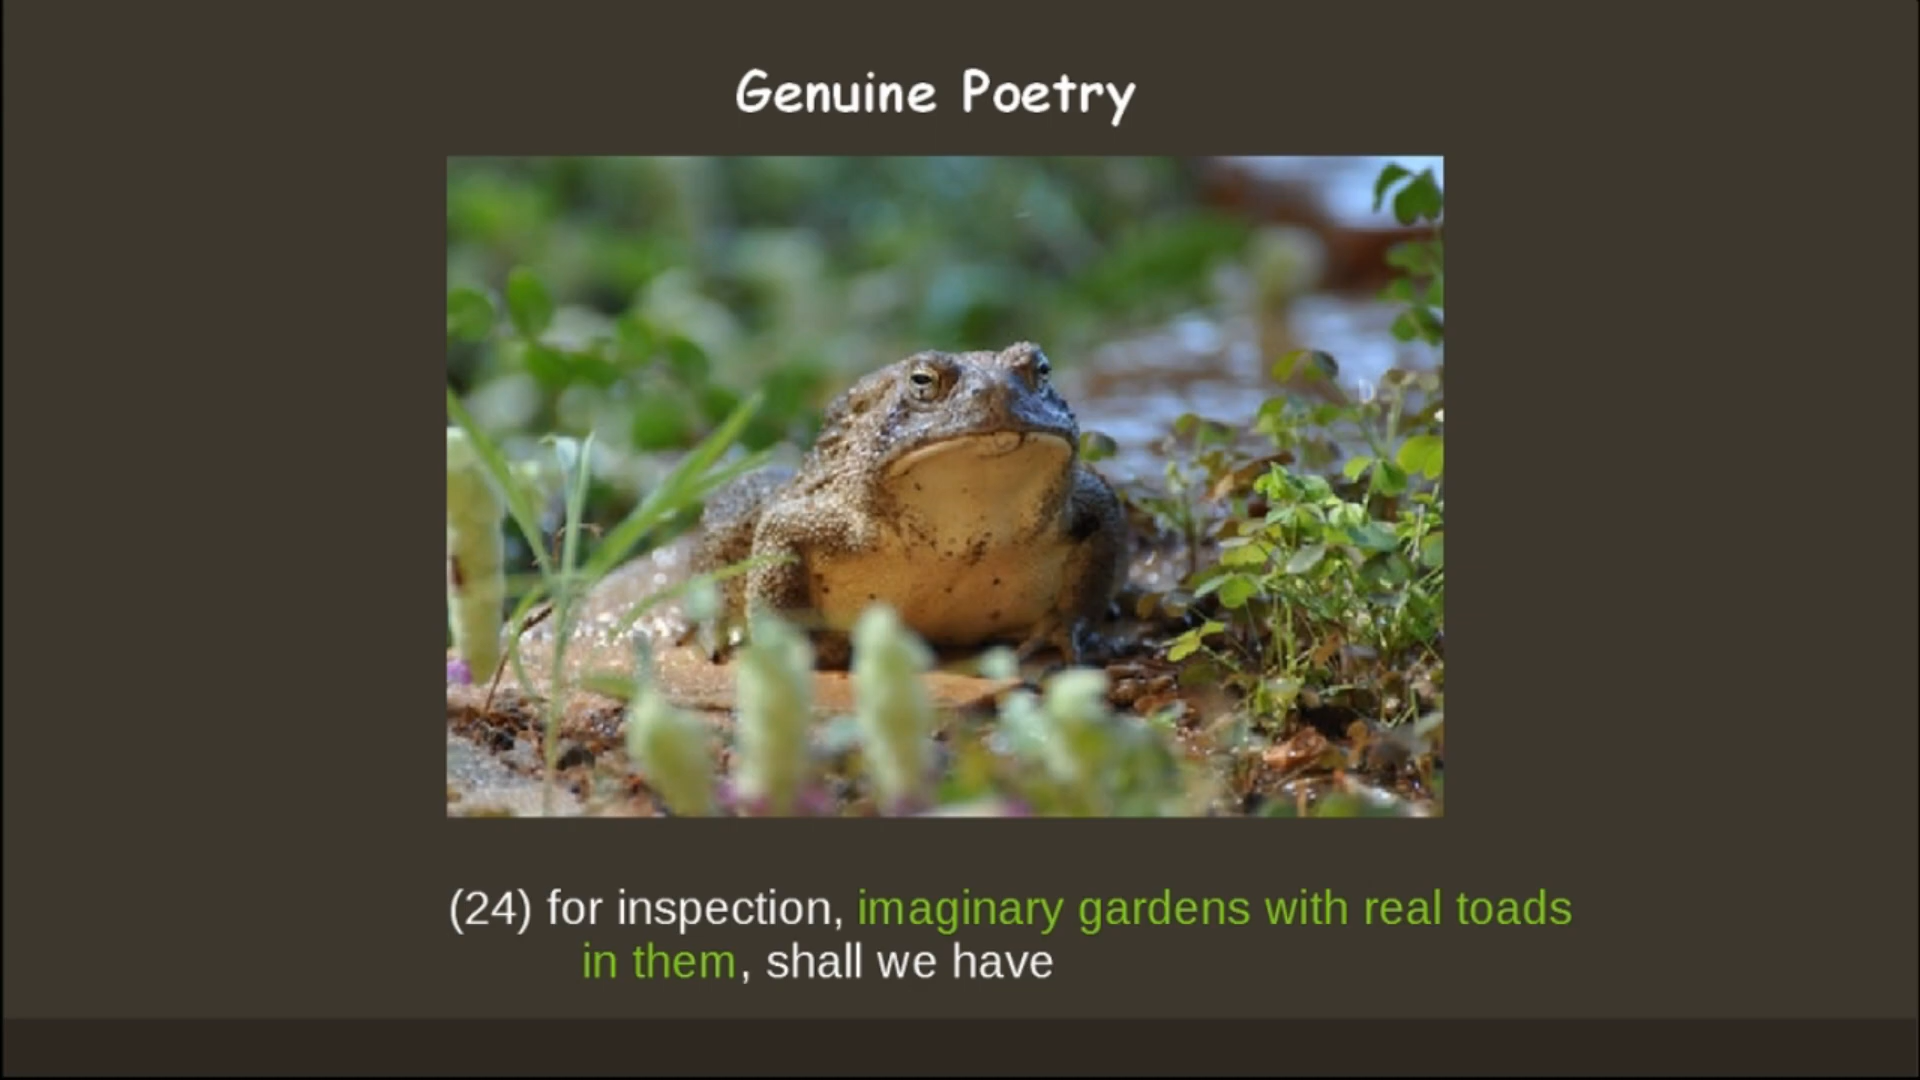 Genuine Poetry
(24) for inspection, imaginary gardens with real toads
in them, shall we have